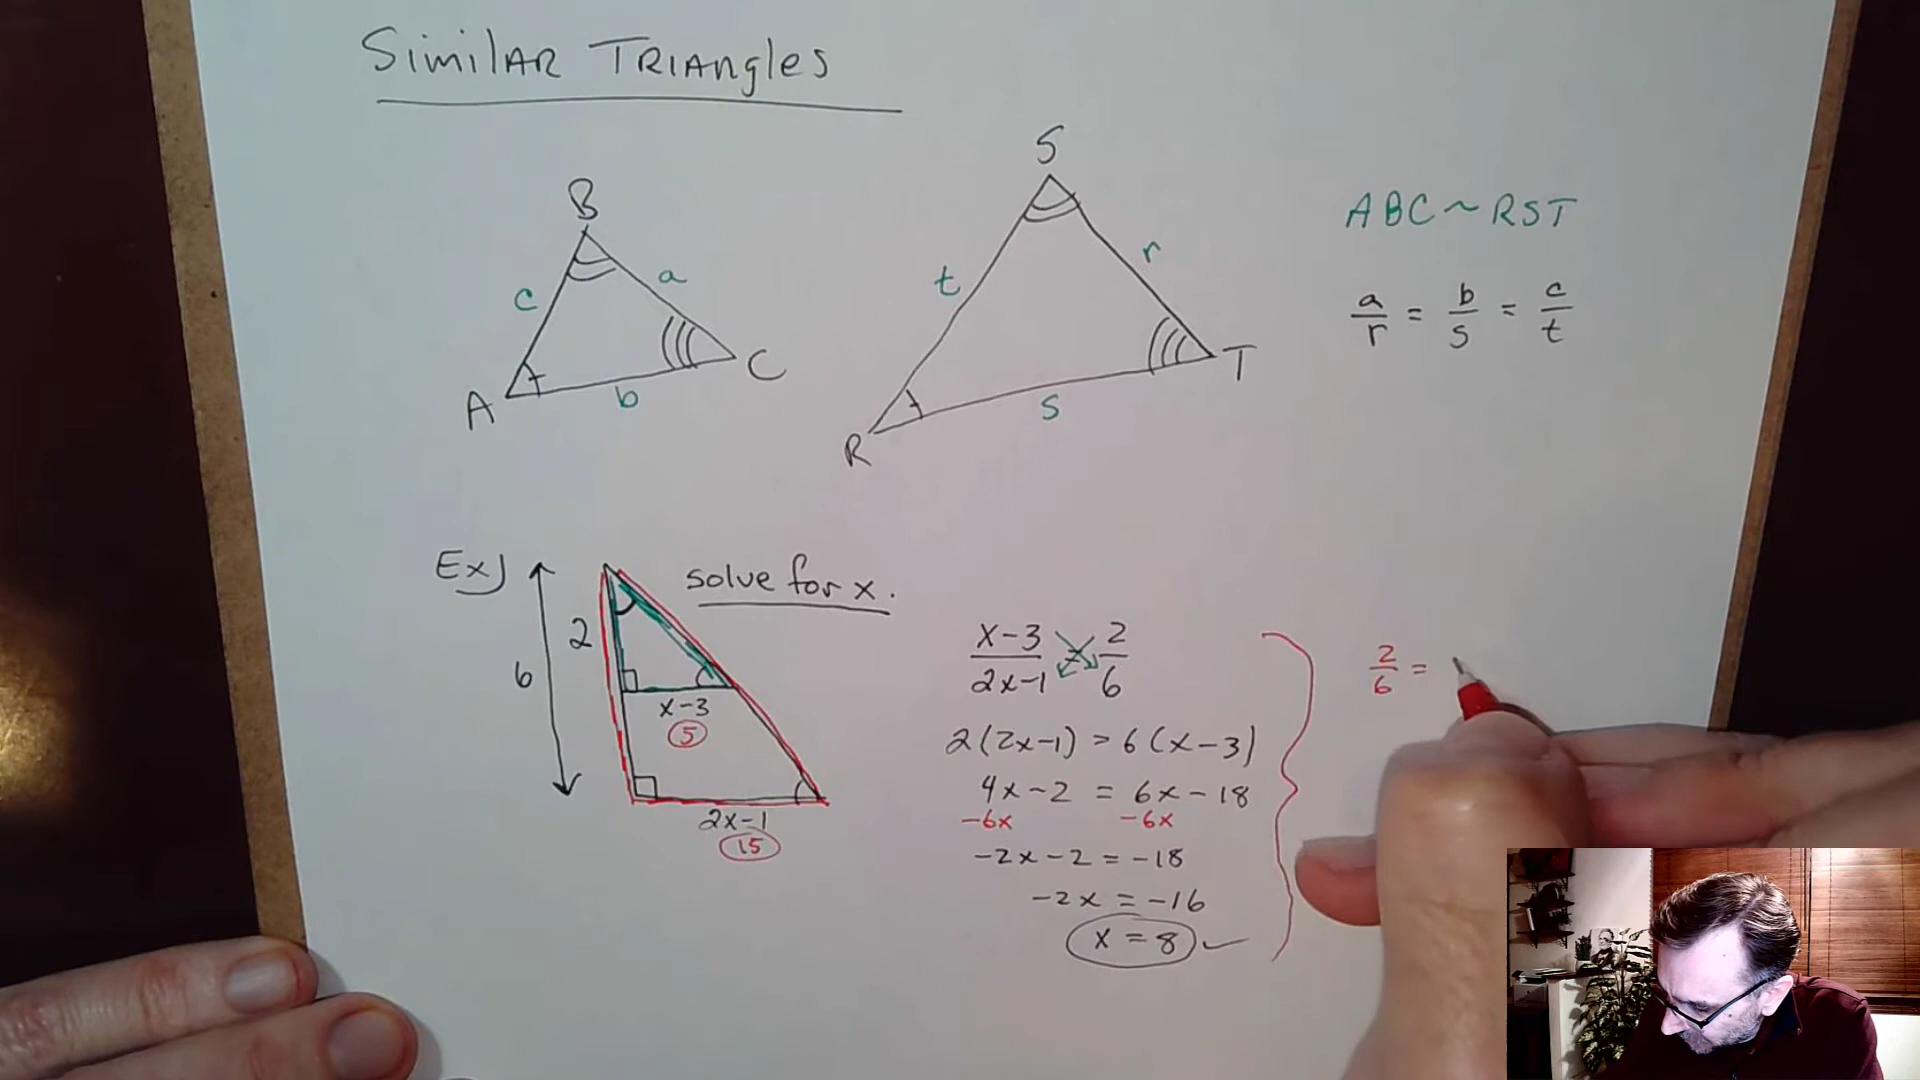 Similar Triangles
B
S
c
a
t
r
A
b
C
R
s
T
ABC ~ RST
a/r = b/s = c/t
Ex)
solve for x.
2
6
x-3
5
2x-1
15
x-3/2x-1 = 2/6
2(2x-1) = 6(x-3)
4x-2 = 6x-18
-6x -6x
-2x-2 = -18
-2x = -16
x = 8 ✓
2/6 =